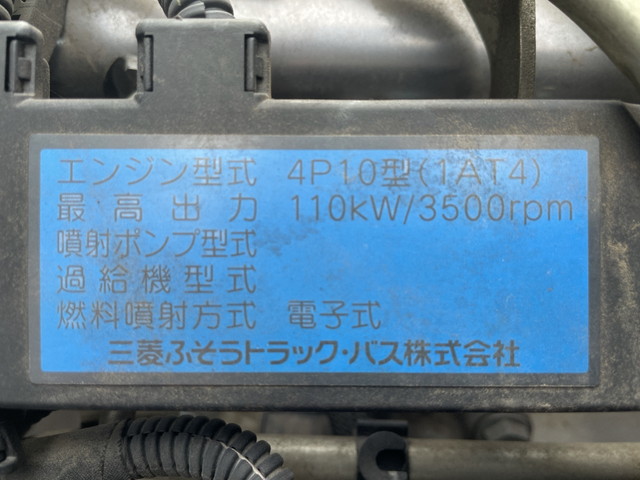 エンジン型式 4P10型(1AT4)
最高出力 110kW/3500rpm
噴射ポンプ型式
過給機型式
燃料噴射方式 電子式
三菱ふそうトラック・バス株式会社